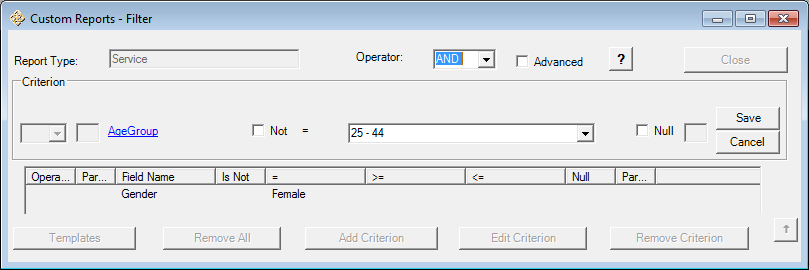 Custom Reports - Filter
Report Type: Service Operator: AND Advanced ? Close
Criterion
AgeGroup Not = 25 - 44 Null Save
Cancel
Opera... Par... Field Name Is Not = >= <= Null Par...
Gender Female
Templates Remove All Add Criterion Edit Criterion Remove Criterion ↑